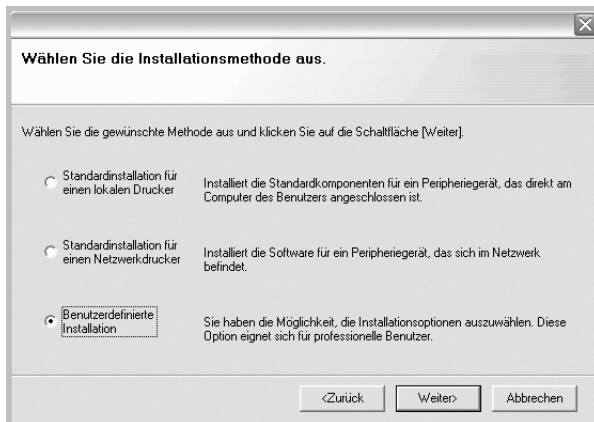 Wählen Sie die Installationsmethode aus.
Wählen Sie die gewünschte Methode aus und klicken Sie auf die Schaltfläche [Weiter].
Standardinstallation für
einen lokalen Drucker
Installiert die Standardkomponenten für ein Peripheriegerät, das direkt am
Computer des Benutzers angeschlossen ist.
Standardinstallation für
einen Netzwerkdrucker
Installiert die Software für ein Peripheriegerät, das sich im Netzwerk
befindet.
Benutzerdefinierte
Installation
Sie haben die Möglichkeit, die Installationsoptionen auszuwählen. Diese
Option eignet sich für professionelle Benutzer.
<Zurück
Weiter>
Abbrechen